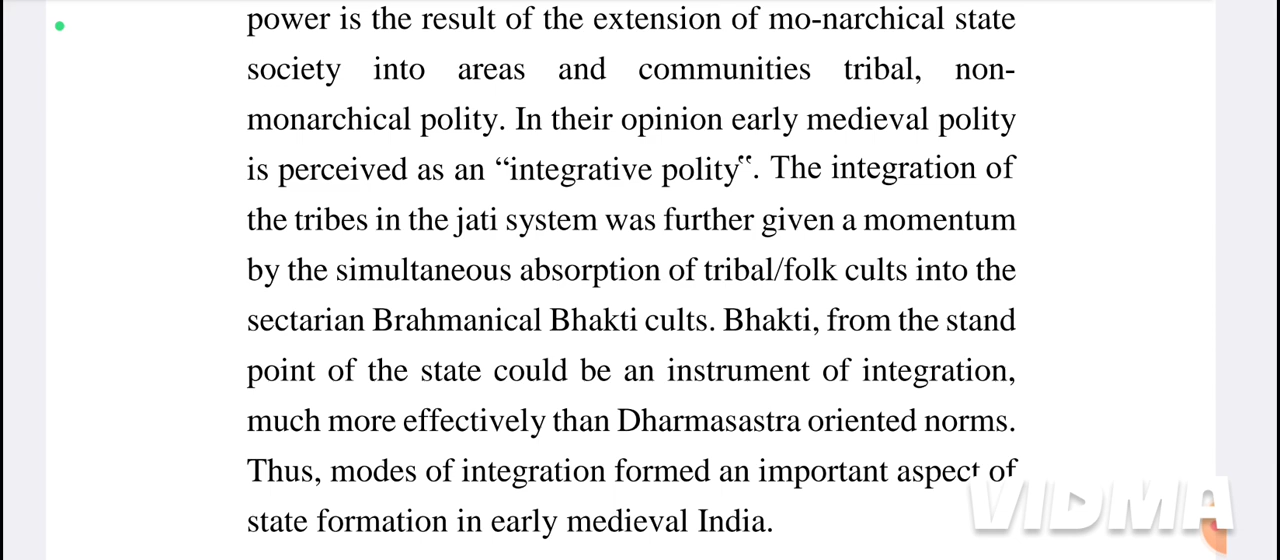 power is the result of the extension of mo-narchical state
society into areas and communities tribal, non-
monarchical polity. In their opinion early medieval polity
is perceived as an “integrative polity‟. The integration of
the tribes in the jati system was further given a momentum
by the simultaneous absorption of tribal/folk cults into the
sectarian Brahmanical Bhakti cults. Bhakti, from the stand
point of the state could be an instrument of integration,
much more effectively than Dharmasastra oriented norms.
Thus, modes of integration formed an important aspect of
state formation in early medieval India.
VIDMA